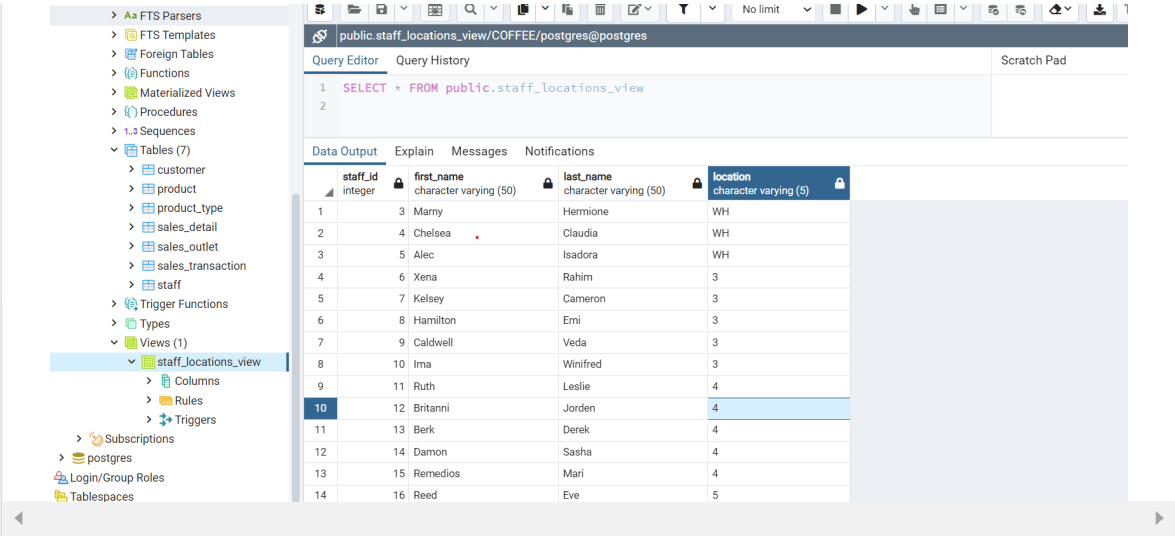 Aa FTS Parsers
FTS Templates
Foreign Tables
Functions
Materialized Views
Procedures
1..3 Sequences
Tables (7)
customer
product
product_type
sales_detail
sales_outlet
sales_transaction
staff
Trigger Functions
Types
Views (1)
staff_locations_view
Columns
Rules
Triggers
Subscriptions
postgres
Login/Group Roles
Tablespaces
No limit
public.staff_locations_view/COFFEE/postgres@postgres
Query Editor Query History Scratch Pad
1 SELECT * FROM public.staff_locations_view
2
Data Output Explain Messages Notifications
staff_id first_name last_name location
integer character varying (50) character varying (50) character varying (5)
1 3 Marny Hermione WH
2 4 Chelsea Claudia WH
3 5 Alec Isadora WH
4 6 Xena Rahim 3
5 7 Kelsey Cameron 3
6 8 Hamilton Emi 3
7 9 Caldwell Veda 3
8 10 Ima Winifred 3
9 11 Ruth Leslie 4
10 12 Britanni Jorden 4
11 13 Berk Derek 4
12 14 Damon Sasha 4
13 15 Remedios Mari 4
14 16 Reed Eve 5